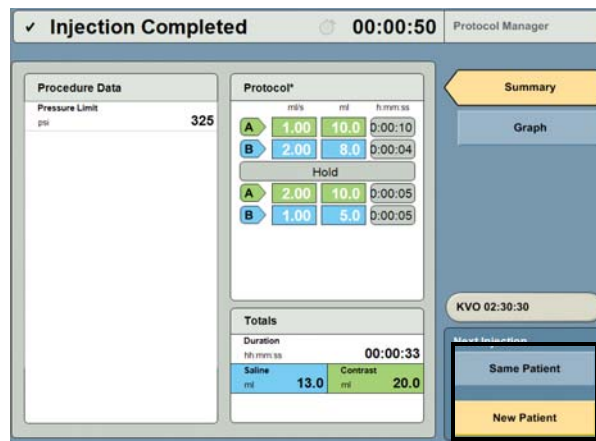 ✓ Injection Completed 00:00:50 Protocol Manager
Procedure Data
Pressure Limit
psi 325
Protocol*
ml/s ml h:mm:ss
A 1.00 10.0 0:00:10
B 2.00 8.0 0:00:04
Hold
A 2.00 10.0 0:00:05
B 1.00 5.0 0:00:05
Totals
Duration
hh:mm:ss 00:00:33
Saline Contrast
ml 13.0 ml 20.0
Summary
Graph
KVO 02:30:30
Next Injection
Same Patient
New Patient